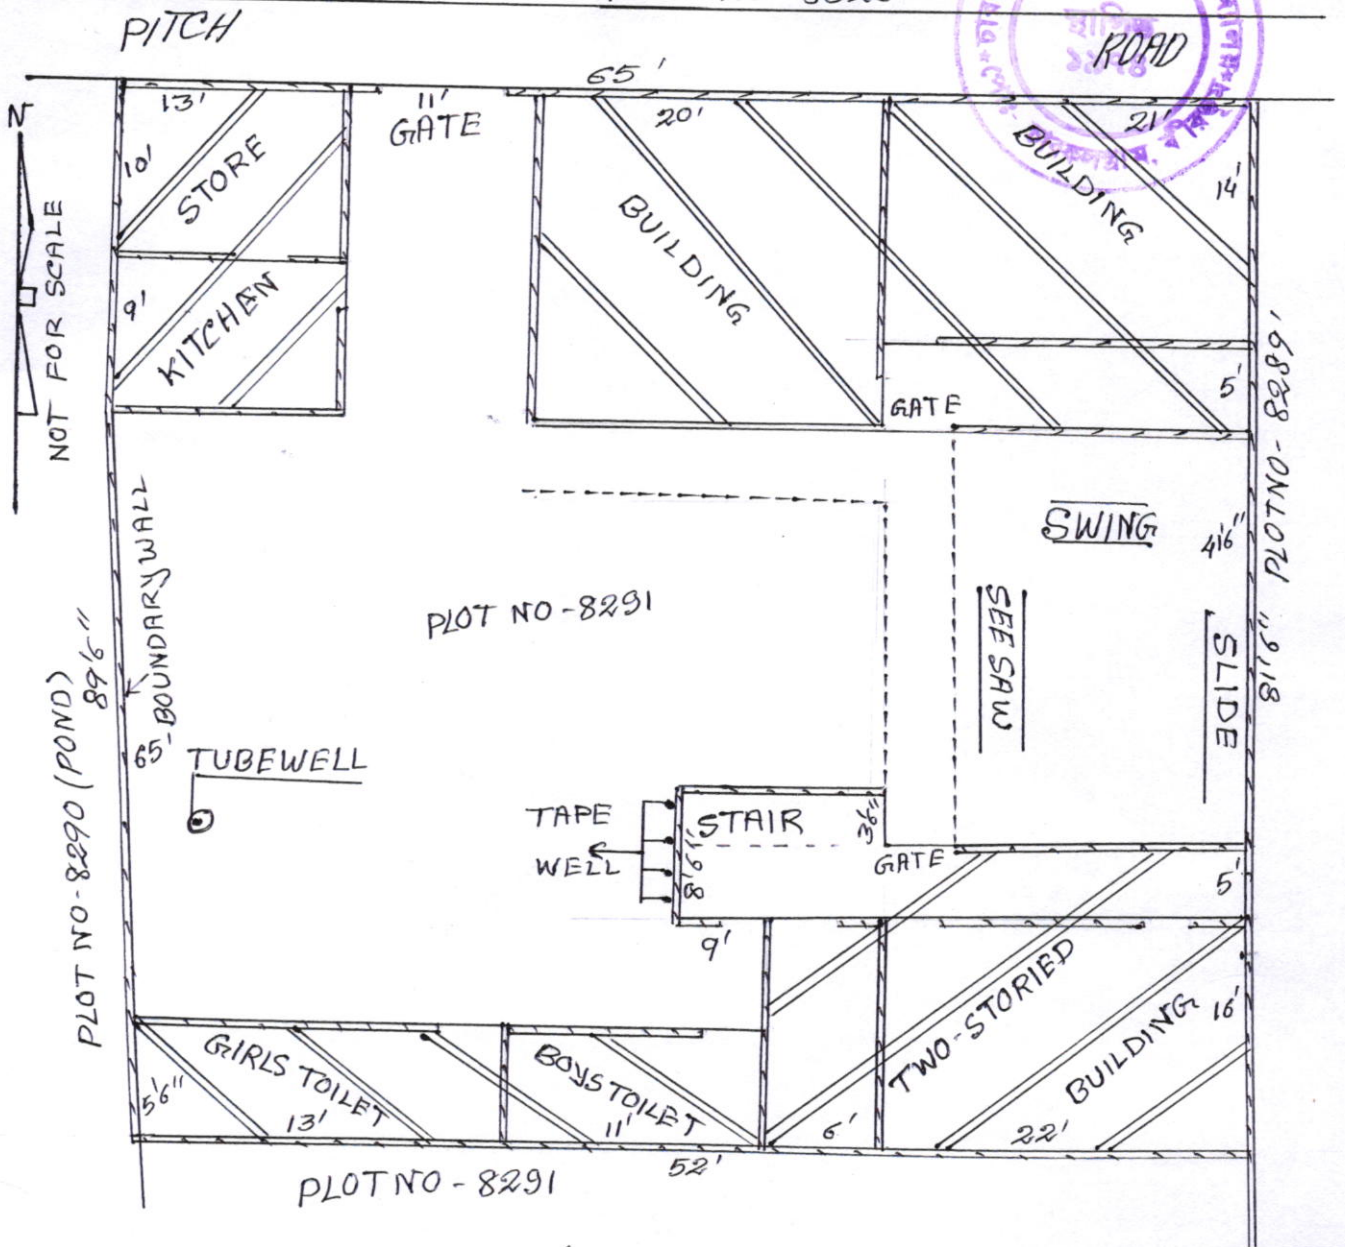 PITCH
ROAD
65'
N
NOT FOR SCALE
13'
10'
STORE
11'
GATE
20'
BUILDING
21'
BUILDING
14'
9'
KITCHEN
5'
GATE
PLOT NO - 8289,
81'9"
BOUNDARY WALL
65'
SWING
4'6"
SEE SAW
SLIDE
PLOT NO - 8291
PLOT NO - 8290 (POND)
89'6"
TUBEWELL
TAPE
WELL
STAIR
3'6"
8'6"
GATE
5'
9'
TWO-STORIED
BUILDING
16'
GIRLS TOILET
5'6"
13'
BOYS TOILET
11'
6'
22'
52'
PLOT NO - 8291